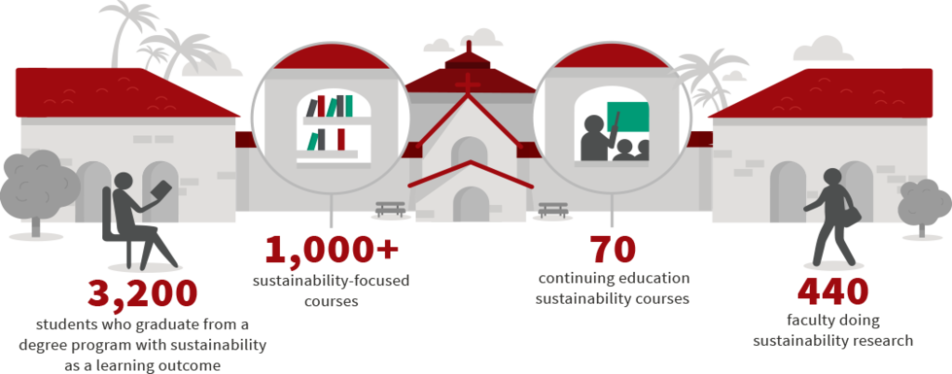 3,200
students who graduate from a
degree program with sustainability
as a learning outcome
1,000+
sustainability-focused
courses
70
continuing education
sustainability courses
440
faculty doing
sustainability research